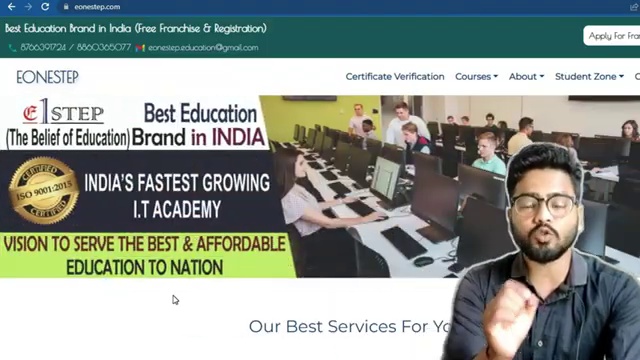 eonestep.com
Best Education Brand in India (Free Franchise & Registration)
8766391724 / 8860365077 eonestep.education@gmail.com
Apply For Fran
EONESTEP
Certificate Verification Courses About Student Zone C
E1STEP
(The Belief of Education)
Best Education
Brand in INDIA
CERTIFIED
ISO 9001:2015
CERTIFIED
INDIA'S FASTEST GROWING
I.T ACADEMY
VISION TO SERVE THE BEST & AFFORDABLE
EDUCATION TO NATION
Our Best Services For Yo